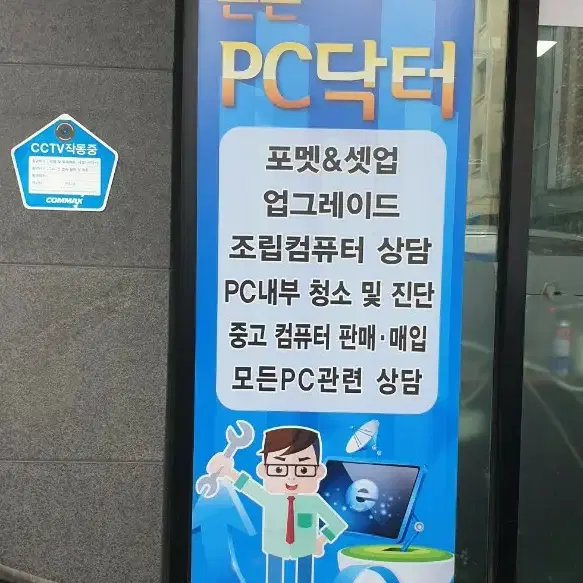 PC닥터
포멧&셋업
업그레이드
조립컴퓨터 상담
PC내부 청소 및 진단
중고 컴퓨터 판매·매입
모든PC관련 상담
CCTV작동중
COMMAX
e